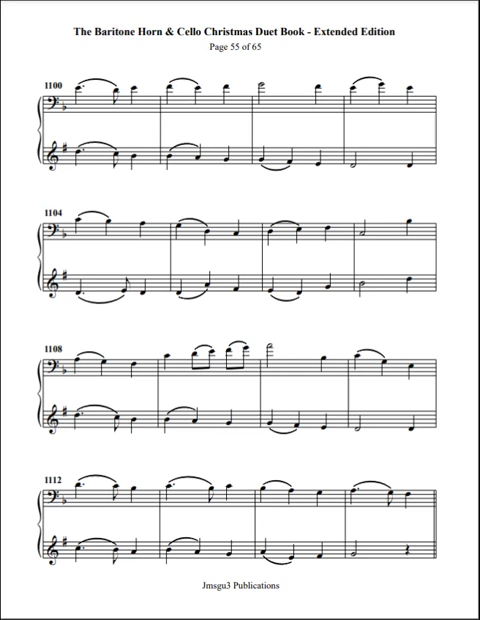 The Baritone Horn & Cello Christmas Duet Book - Extended Edition
Page 55 of 65
1100
1104
1108
1112
Jmsgu3 Publications